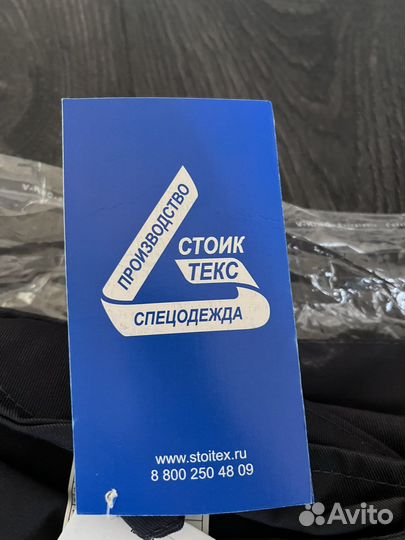 ПРОИЗВОДСТВО
СТОИК
ТЕКС
СПЕЦОДЕЖДА
www.stoitex.ru
8 800 250 48 09
Avito